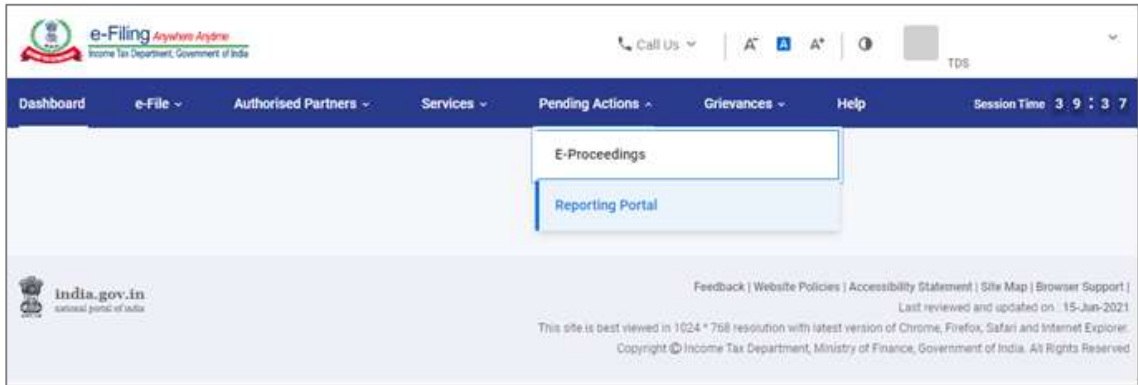 e-Filing Anywhere Anytime
Income Tax Department, Government of India
Call Us
A- A A+
TDS
Dashboard e-File Authorised Partners Services Pending Actions Grievances Help Session Time 3 9 : 3 7
E-Proceedings
Reporting Portal
india.gov.in
national portal of india
Feedback | Website Policies | Accessibility Statement | Site Map | Browser Support |
Last reviewed and updated on : 15-Jun-2021
This site is best viewed in 1024 * 768 resolution with latest version of Chrome, Firefox, Safari and Internet Explorer.
Copyright © Income Tax Department, Ministry of Finance, Government of India. All Rights Reserved